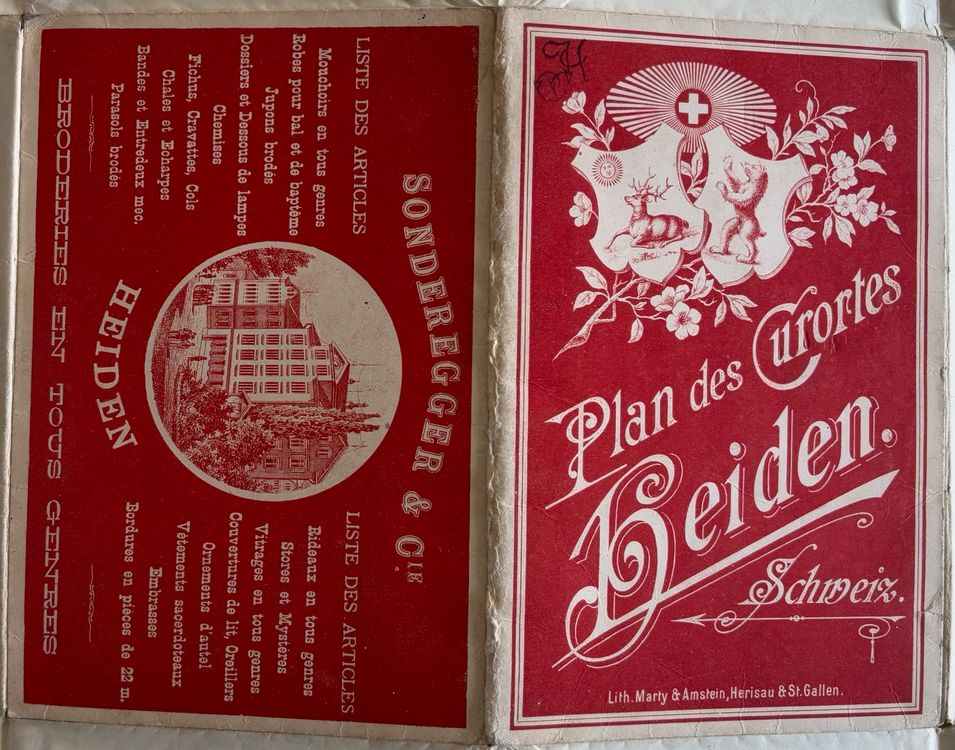 SONDEREGGER & CIE
LISTE DES ARTICLES
Mouchoirs en tous genres
Robes pour bal et de baptême
Jupons brodés
Dossiers et Dessous de lampes
Chemises
Fichus, Cravattes, Cols
Chales et Echarpes
Bandes et Entredeux mec.
Parasols brodés
LISTE DES ARTICLES
Rideaux en tous genres
Stores et Mystères
Vitrages en tous genres
Couvertures de lit, Oreillers
Ornements d'autel
Vêtements sacerdoteaux
Embrasses
Bordures en pièces de 22 m.
HEIDEN
BRODERIES EN TOUS GENRES
Plan des Curortes
Heiden.
Schweiz.
Lith. Marty & Amstein, Herisau & St. Gallen.